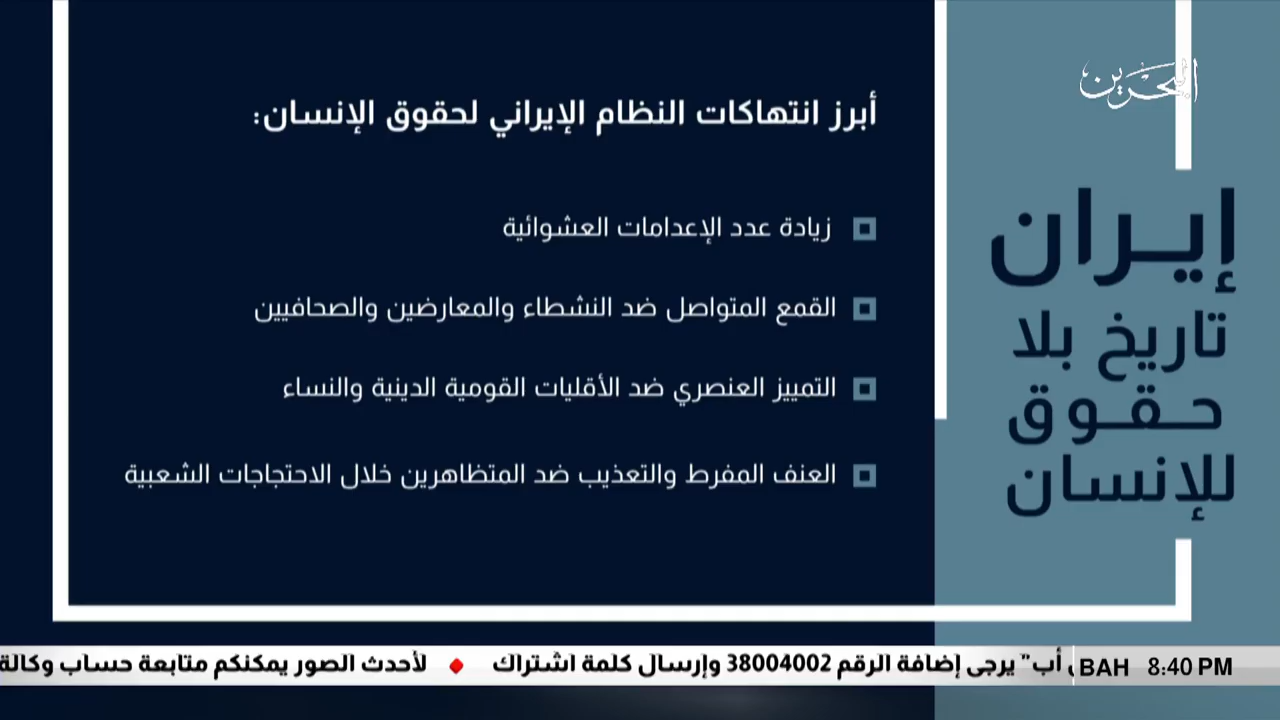 البحرين
إيران
تاريخ بلا
حقوق
للإنسان
أبرز انتهاكات النظام الإيراني لحقوق الإنسان:
زيادة عدد الإعدامات العشوائية
القمع المتواصل ضد النشطاء والمعارضين والصحافيين
التمييز العنصري ضد الأقليات القومية الدينية والنساء
العنف المفرط والتعذيب ضد المتظاهرين خلال الاحتجاجات الشعبية
أب" يرجى إضافة الرقم 38004002 وإرسال كلمة اشتراك لأحدث الصور يمكنكم متابعة حساب وكالة
BAH 8:40 PM